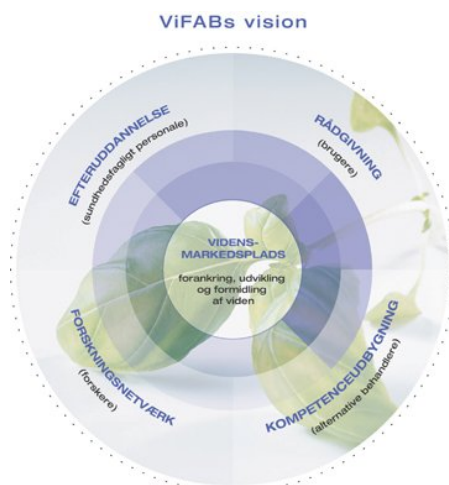 ViFABs vision
EFTERUDDANNELSE
(sundhedsfagligt personale)
RÅDGIVNING
(brugere)
VIDENS-
MARKEDSPLADS
forankring, udvikling
og formidling
af viden
FORSKNINGSNETVÆRK
(forskere)
KOMPETENCEUDBYGNING
(alternative behandlere)